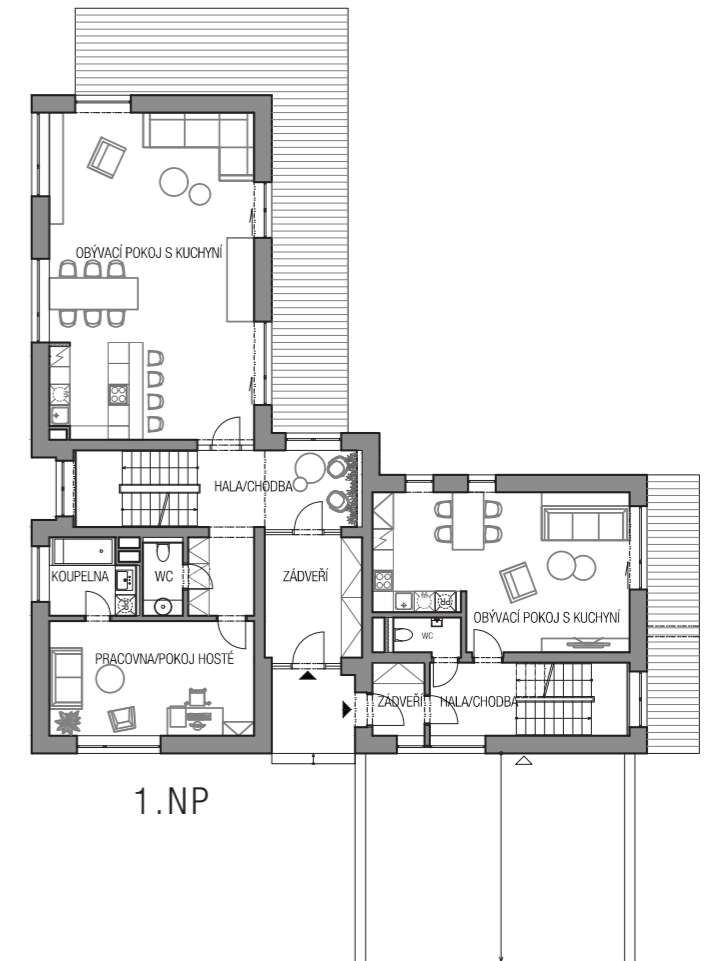 OBÝVACÍ POKOJ S KUCHYNÍ
HALA/CHODBA
KOUPELNA
WC
ZÁDVEŘÍ
OBÝVACÍ POKOJ S KUCHYNÍ
WC
PRACOVNA/POKOJ HOSTÉ
ZÁDVEŘÍ
HALA/CHODBA
1.NP